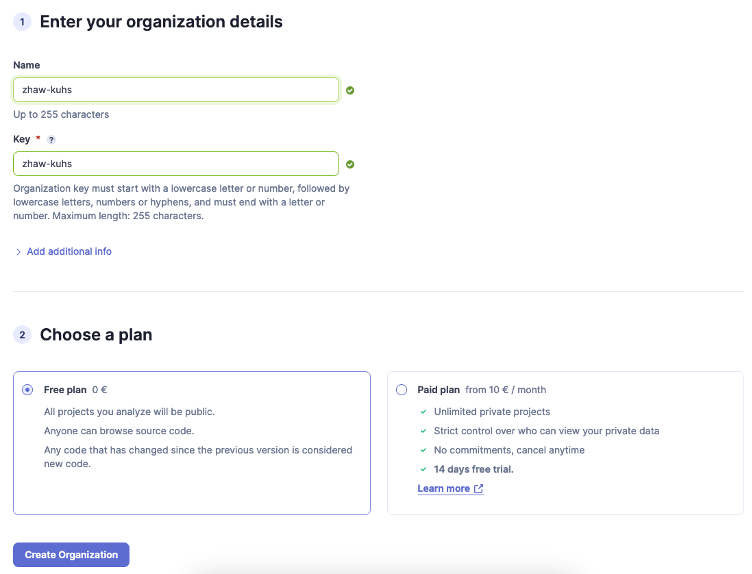 1 Enter your organization details
Name
zhaw-kuhs
Up to 255 characters
Key * ?
zhaw-kuhs
Organization key must start with a lowercase letter or number, followed by
lowercase letters, numbers or hyphens, and must end with a letter or
number. Maximum length: 255 characters.
Add additional info
2 Choose a plan
Free plan 0 €
All projects you analyze will be public.
Anyone can browse source code.
Any code that has changed since the previous version is considered
new code.
Paid plan from 10 € / month
Unlimited private projects
Strict control over who can view your private data
No commitments, cancel anytime
14 days free trial.
Learn more
Create Organization